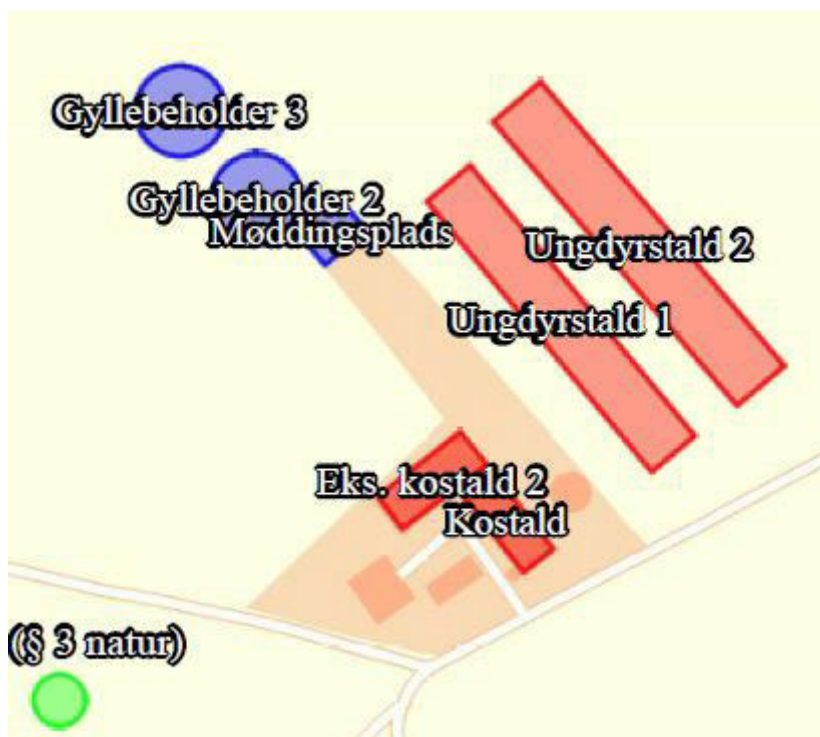 Gyllebeholder 3
Gyllebeholder 2
Møddingsplads
Ungdyrstald 2
Ungdyrstald 1
Eks. kostald 2
Kostald
(§ 3 natur)